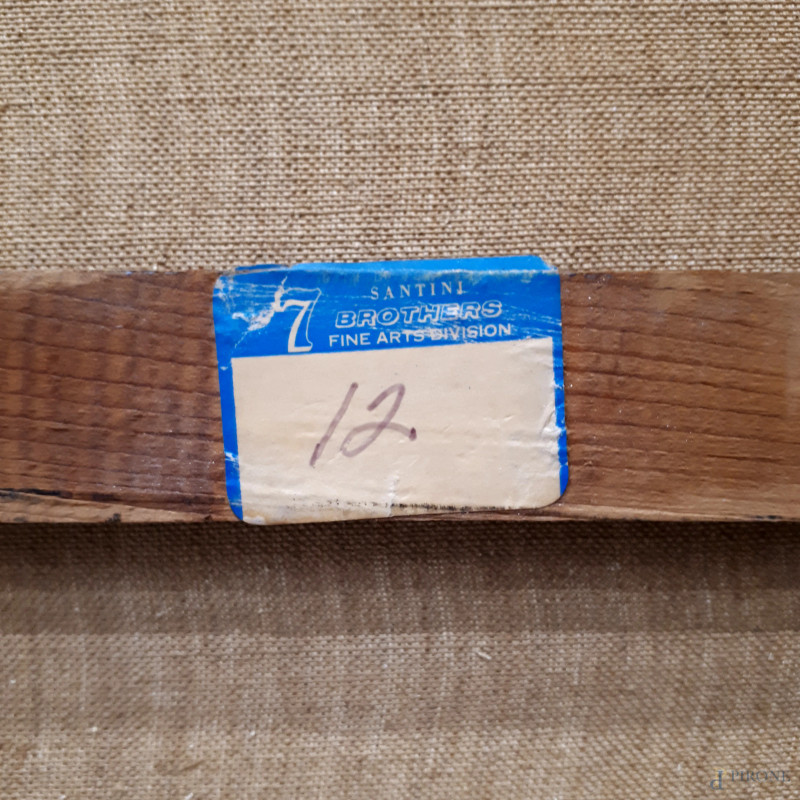 7
SANTINI
BROTHERS
FINE ARTS DIVISION
12.